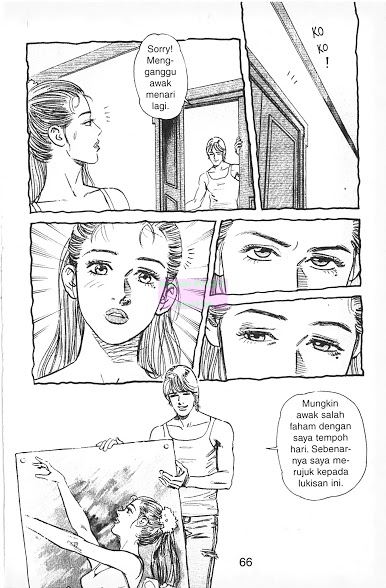 KO
KO
!
Sorry!
Meng-
ganggu
awak
menari
lagi.
Mungkin
awak salah
faham dengan
saya tempoh
hari. Sebenar-
nya saya me-
rujuk kepada
lukisan ini.
66